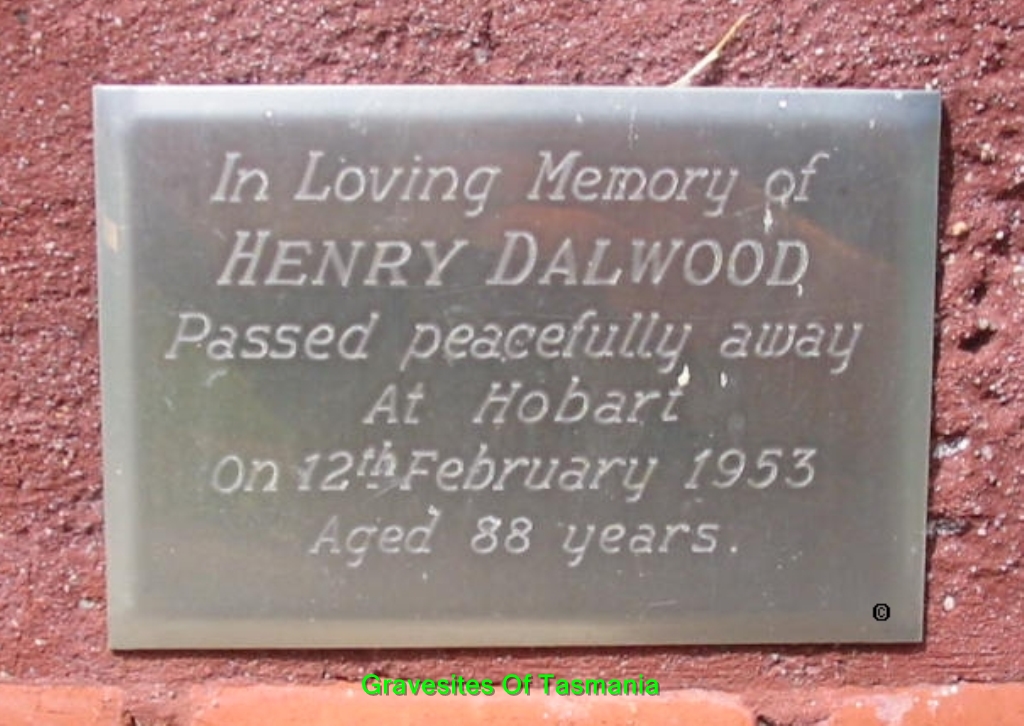 In Loving Memory of
HENRY DALWOOD
Passed peacefully away
At Hobart
On 12th February 1953
Aged 88 years.
©
Gravesites Of Tasmania